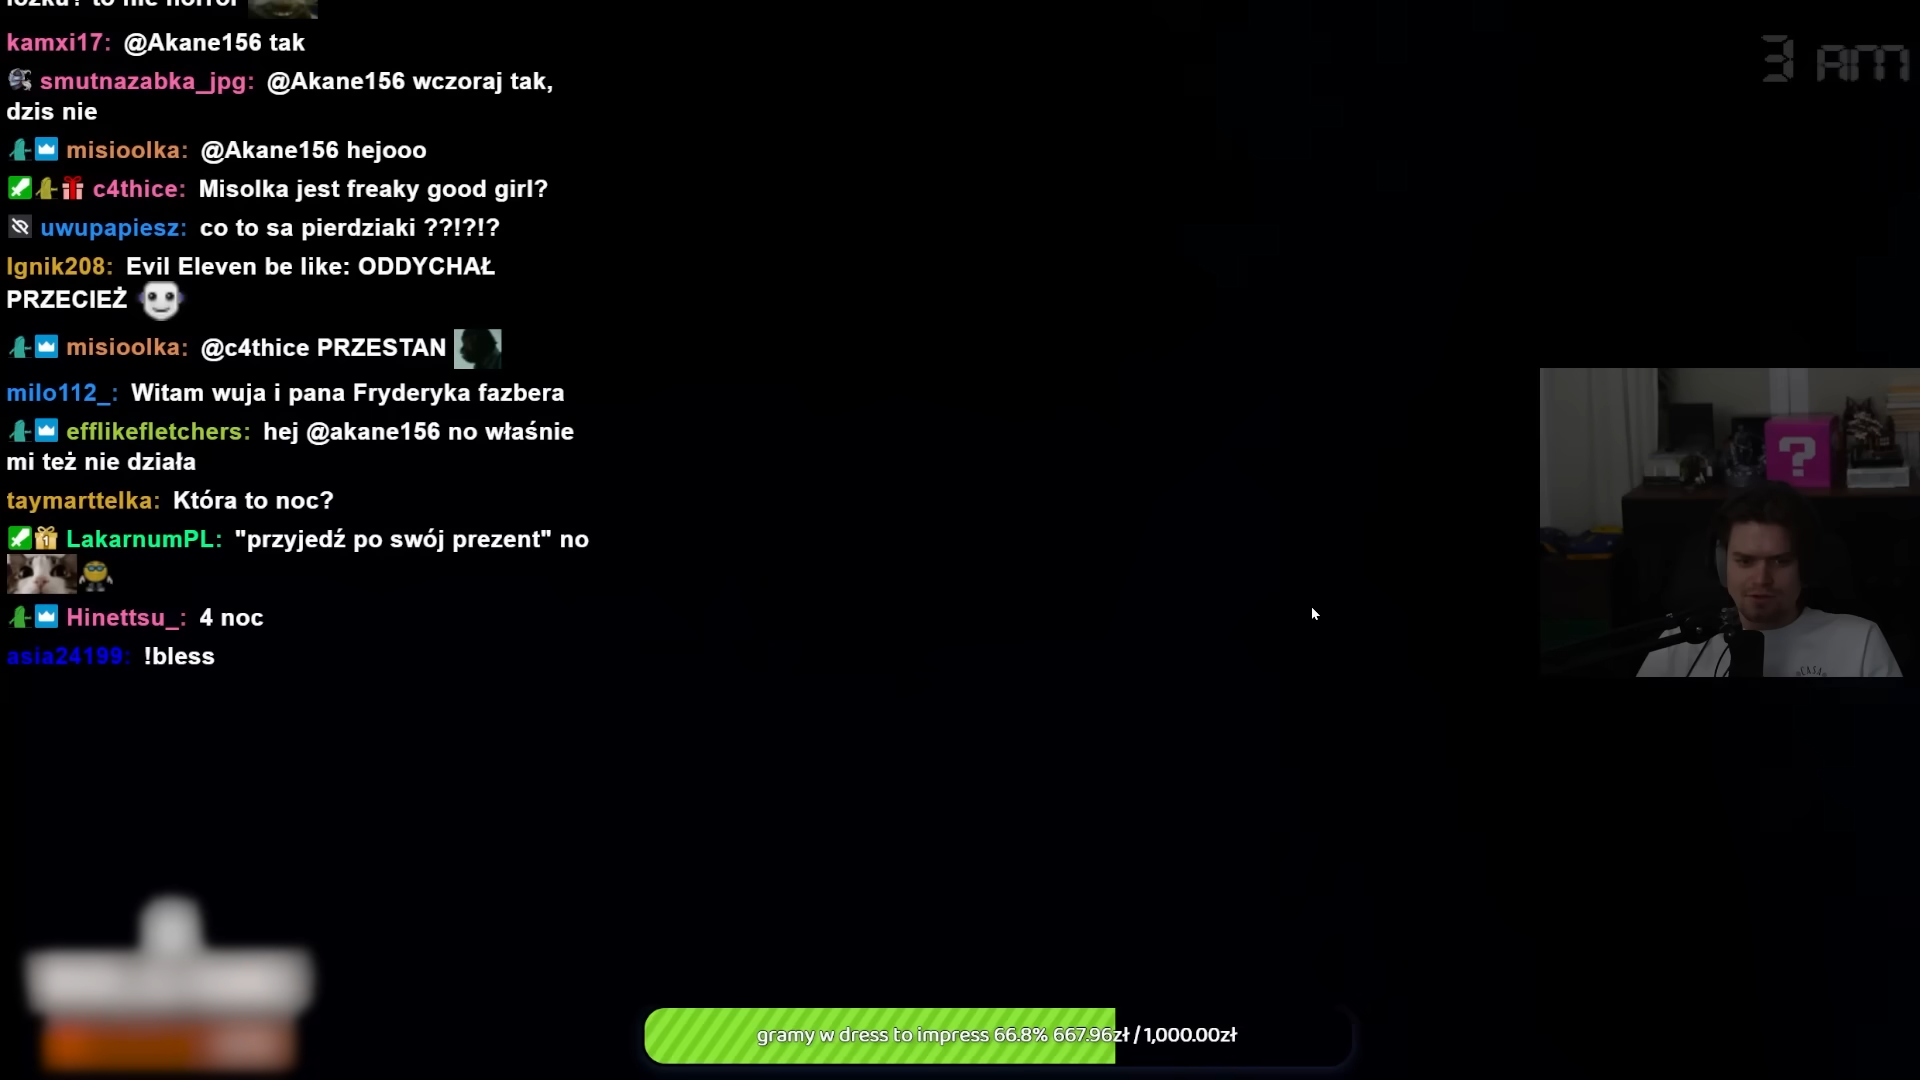 kamxi17: @Akane156 tak
3 AM
smutnazabka_jpg: @Akane156 wczoraj tak,
dzis nie
misioolka: @Akane156 hejooo
c4thice: Misolka jest freaky good girl?
uwupapiesz: co to sa pierdziaki ??!?!?
Ignik208: Evil Eleven be like: ODDYCHAŁ
PRZECIEŻ
misioolka: @c4thice PRZESTAN
milo112_: Witam wuja i pana Fryderyka fazbera
efflikefletchers: hej @akane156 no właśnie
mi też nie działa
taymarttelka: Która to noc?
LakarnumPL: "przyjedź po swój prezent" no
Hinettsu_: 4 noc
asia24199: !bless
?
CASA
gramy w dress to impress 66.8% 667.96zł / 1,000.00zł